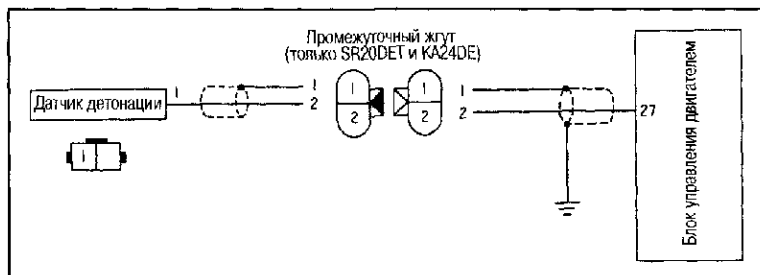 Промежуточный жгут
(только SR20DET и KA24DE)
Датчик детонации
1
1
2
1
2
1
2
1
2
27
Блок управления двигателем
1